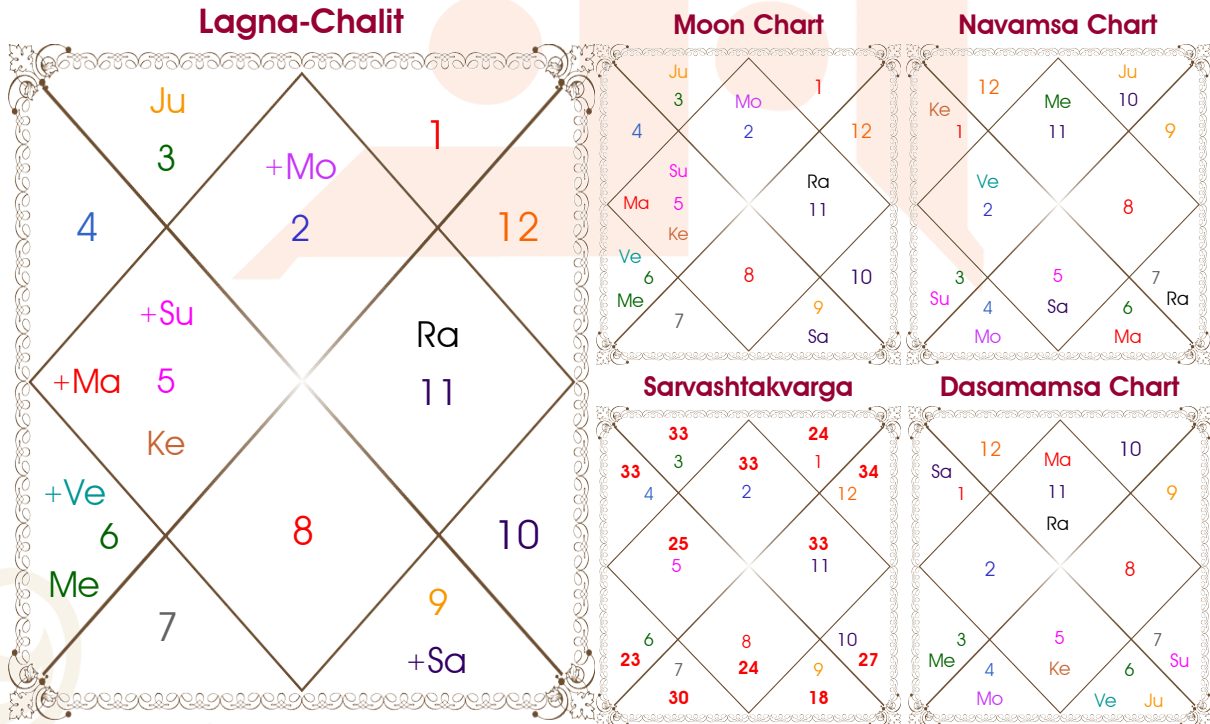 Lagna-Chalit
Ju
3
+Mo
2
1
12
4
+Su
+Ma 5
Ke
Ra
11
+Ve
6
Me
7
8
10
9
+Sa
Moon Chart
Ju
3
Mo
2
1
12
4
Su
Ma 5
Ke
Ra
11
Ve
6
Me
7
8
10
9
Sa
Navamsa Chart
12
Ke
1
Me
11
Ju
10
9
Ve
2
8
3
Su
4
Mo
5
Sa
7
Ra
6
Ma
Sarvashtakvarga
33
3
33
4
33
2
24
1
34
12
25
5
33
11
6
23
7
30
8
24
10
27
9
18
Dasamamsa Chart
12
Sa
1
Ma
11
Ra
10
9
2
8
3
Me
4
Mo
5
Ke
7
Su
6
Ve Ju